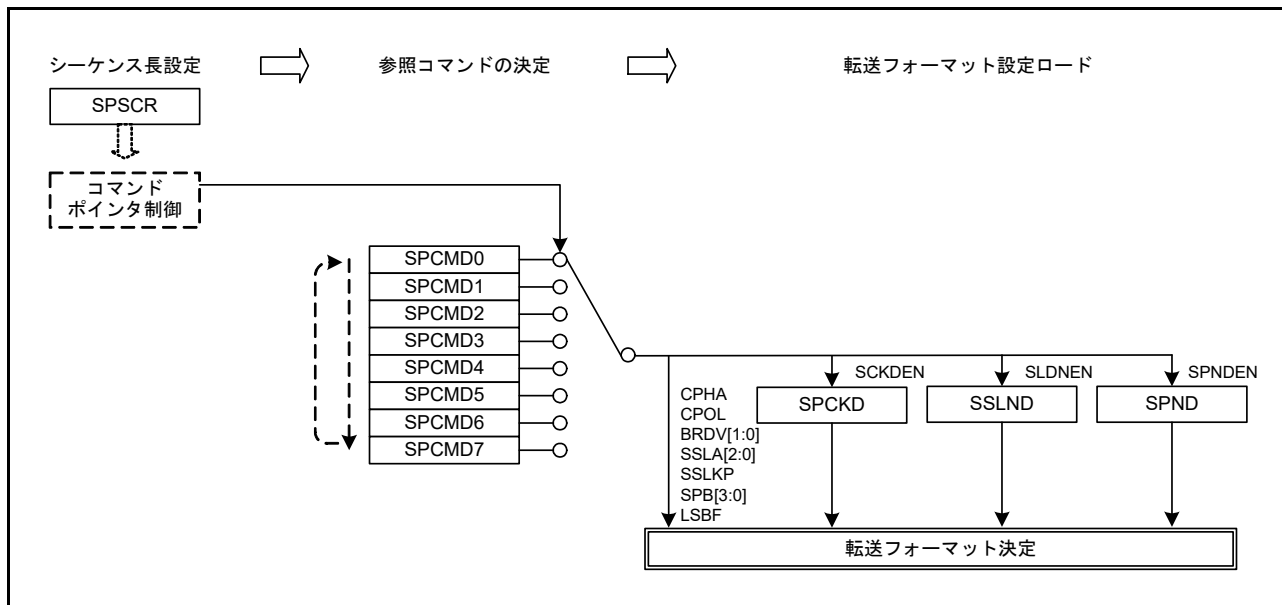 シーケンス長設定
参照コマンドの決定
転送フォーマット設定ロード
SPSCR
コマンド
ポインタ制御
SPCMD0
SPCMD1
SPCMD2
SPCMD3
SPCMD4
SPCMD5
SPCMD6
SPCMD7
CPHA
CPOL
BRDV[1:0]
SSLA[2:0]
SSLKP
SPB[3:0]
LSBF
SCKDEN
SPCKD
SLDNEN
SSLND
SPNDEN
SPND
転送フォーマット決定